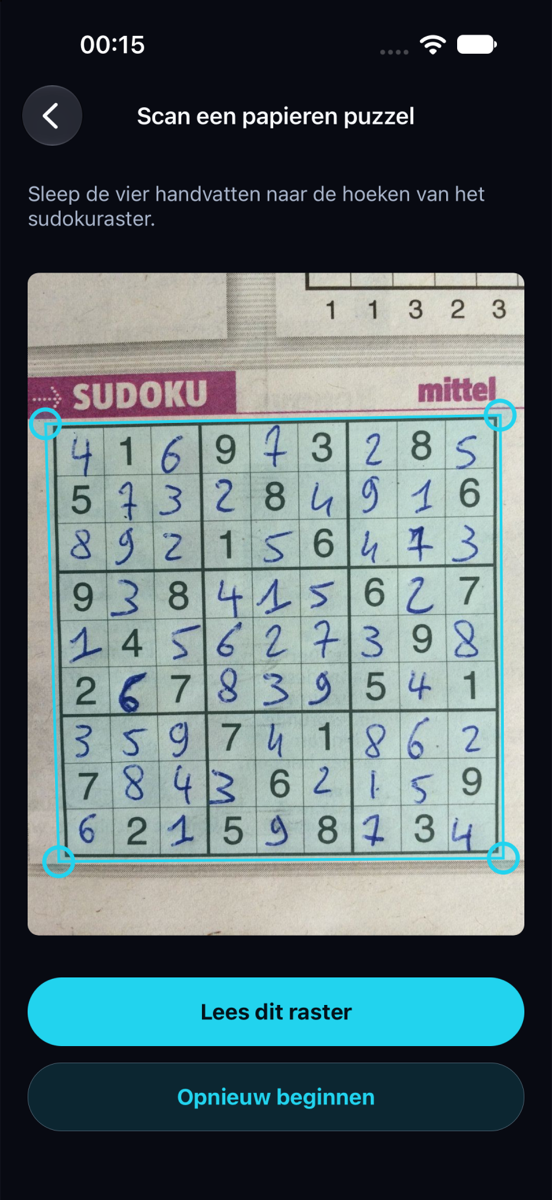 00:15
Scan een papieren puzzel
Sleep de vier handvatten naar de hoeken van het
sudokuraster.
1 1 3 2 3
SUDOKU mittel
4 1 6 9 7 3 2 8 5
5 7 3 2 8 4 9 1 6
8 9 2 1 5 6 4 7 3
9 3 8 4 1 5 6 2 7
1 4 5 6 2 7 3 9 8
2 6 7 8 3 9 5 4 1
3 5 9 7 4 1 8 6 2
7 8 4 3 6 2 1 5 9
6 2 1 5 9 8 7 3 4
Lees dit raster
Opnieuw beginnen